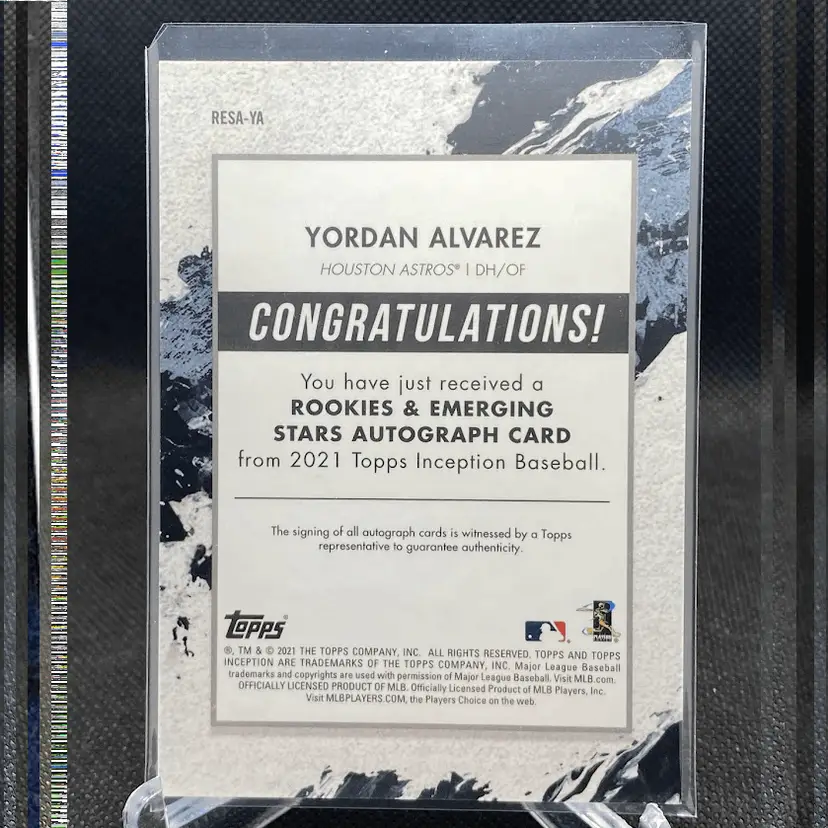 RESA-YA
YORDAN ALVAREZ
HOUSTON ASTROS® | DH/OF
CONGRATULATIONS!
You have just received a
ROOKIES & EMERGING
STARS AUTOGRAPH CARD
from 2021 Topps Inception Baseball.
The signing of all autograph cards is witnessed by a Topps
representative to guarantee authenticity.
topps®
®, TM & © 2021 THE TOPPS COMPANY, INC. ALL RIGHTS RESERVED. TOPPS AND TOPPS
INCEPTION ARE TRADEMARKS OF THE TOPPS COMPANY, INC. Major League Baseball
trademarks and copyrights are used with permission of Major League Baseball. Visit MLB.com.
OFFICIALLY LICENSED PRODUCT OF MLB. Officially Licensed Product of MLB Players, Inc.
Visit MLBPLAYERS.COM, the Players Choice on the web.